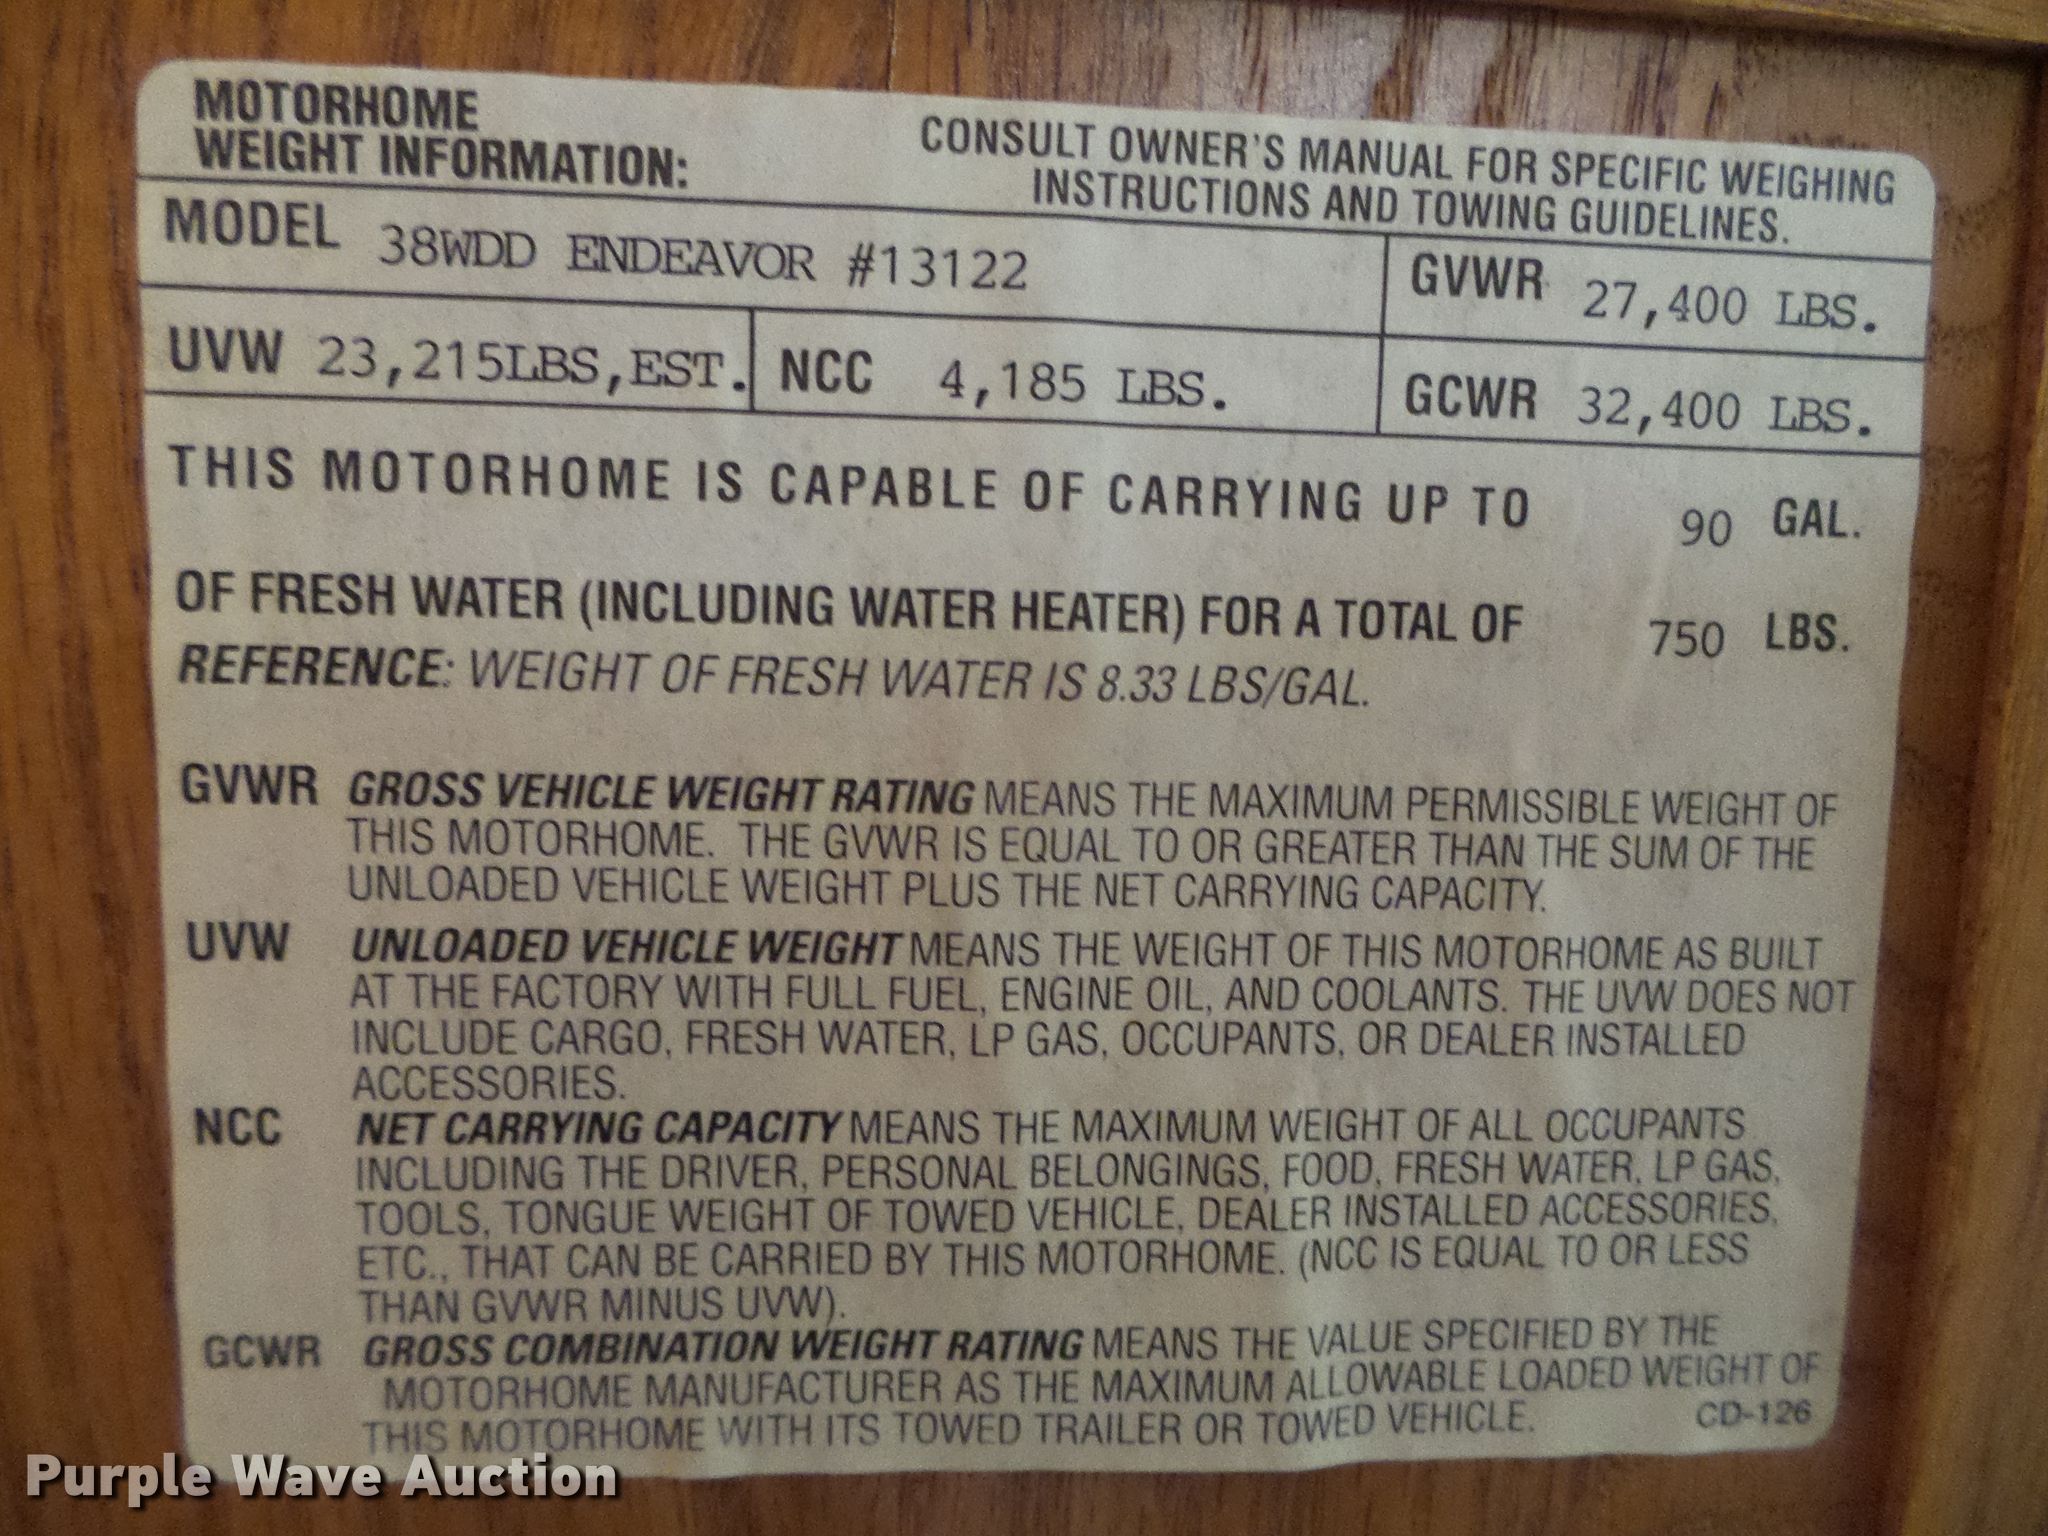 MOTORHOME
WEIGHT INFORMATION:
CONSULT OWNER'S MANUAL FOR SPECIFIC WEIGHING
INSTRUCTIONS AND TOWING GUIDELINES.
MODEL 38WDD ENDEAVOR #13122
GVWR 27,400 LBS.
UVW 23,215LBS,EST. NCC 4,185 LBS.
GCWR 32,400 LBS.
THIS MOTORHOME IS CAPABLE OF CARRYING UP TO 90 GAL.
OF FRESH WATER (INCLUDING WATER HEATER) FOR A TOTAL OF 750 LBS.
REFERENCE: WEIGHT OF FRESH WATER IS 8.33 LBS/GAL.
GVWR GROSS VEHICLE WEIGHT RATING MEANS THE MAXIMUM PERMISSIBLE WEIGHT OF
THIS MOTORHOME. THE GVWR IS EQUAL TO OR GREATER THAN THE SUM OF THE
UNLOADED VEHICLE WEIGHT PLUS THE NET CARRYING CAPACITY.
UVW UNLOADED VEHICLE WEIGHT MEANS THE WEIGHT OF THIS MOTORHOME AS BUILT
AT THE FACTORY WITH FULL FUEL, ENGINE OIL, AND COOLANTS. THE UVW DOES NOT
INCLUDE CARGO, FRESH WATER, LP GAS, OCCUPANTS, OR DEALER INSTALLED
ACCESSORIES.
NCC NET CARRYING CAPACITY MEANS THE MAXIMUM WEIGHT OF ALL OCCUPANTS
INCLUDING THE DRIVER, PERSONAL BELONGINGS, FOOD, FRESH WATER, LP GAS,
TOOLS, TONGUE WEIGHT OF TOWED VEHICLE, DEALER INSTALLED ACCESSORIES,
ETC., THAT CAN BE CARRIED BY THIS MOTORHOME. (NCC IS EQUAL TO OR LESS
THAN GVWR MINUS UVW).
GCWR GROSS COMBINATION WEIGHT RATING MEANS THE VALUE SPECIFIED BY THE
MOTORHOME MANUFACTURER AS THE MAXIMUM ALLOWABLE LOADED WEIGHT OF
THIS MOTORHOME WITH ITS TOWED TRAILER OR TOWED VEHICLE. CD-126
Purple Wave Auction